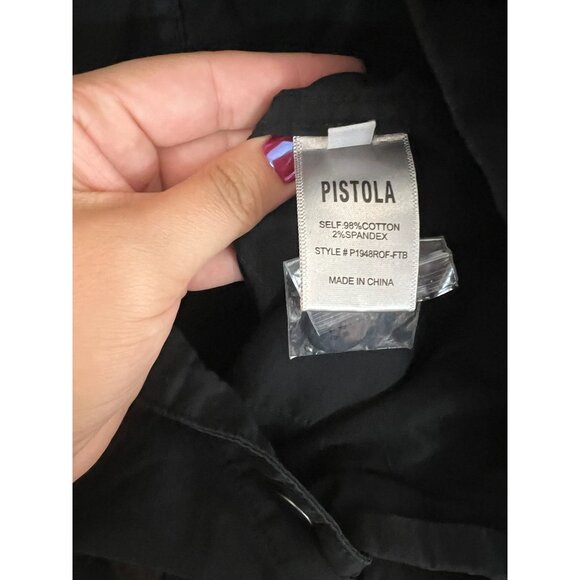 PISTOLA
SELF:98%COTTON
2%SPANDEX
STYLE # P1948ROF-FTB
MADE IN CHINA